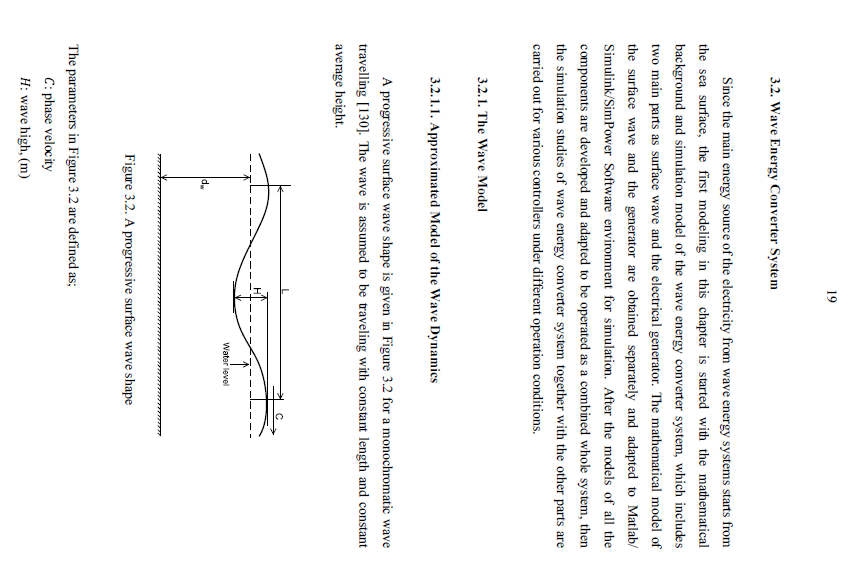 19
3.2. Wave Energy Converter System
Since the main energy source of the electricity from wave energy systems starts from
the sea surface, the first modeling in this chapter is started with the mathematical
background and simulation model of the wave energy converter system, which includes
two main parts as surface wave and the electrical generator. The mathematical model of
the surface wave and the generator are obtained separately and adapted to Matlab/
Simulink/SimPower Software environment for simulation. After the models of all the
components are developed and adapted to be operated as a combined whole system, then
the simulation studies of wave energy converter system together with the other parts are
carried out for various controllers under different operation conditions.
3.2.1. The Wave Model
3.2.1.1. Approximated Model of the Wave Dynamics
A progressive surface wave shape is given in Figure 3.2 for a monochromatic wave
travelling [130]. The wave is assumed to be traveling with constant length and constant
average height.
L
C
H
Water level
dw
Figure 3.2. A progressive surface wave shape
The parameters in Figure 3.2 are defined as;
C: phase velocity
H: wave high, (m)